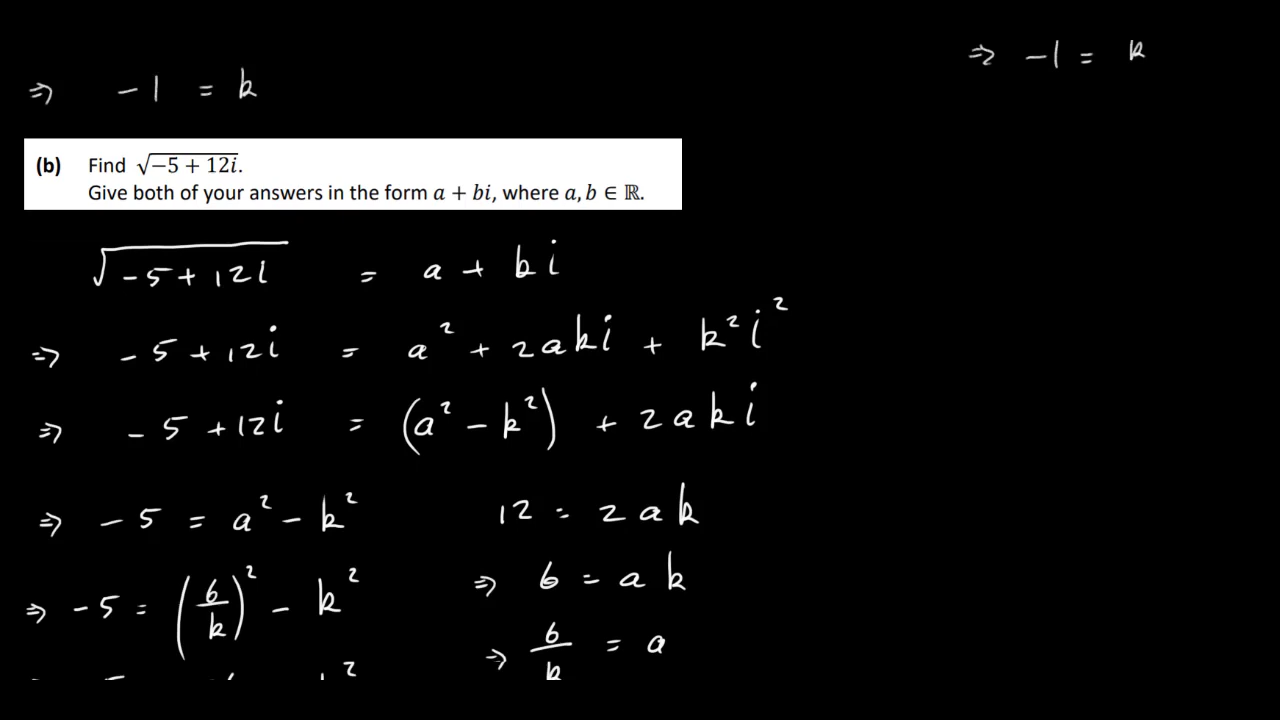 ⇒ -1 = k
⇒ -1 = k
(b) Find √(-5 + 12i).
Give both of your answers in the form a + bi, where a, b ∈ ℝ.
√(-5 + 12i) = a + ki
⇒ -5 + 12i = a² + 2aki + k²i²
⇒ -5 + 12i = (a² - k²) + 2aki
⇒ -5 = a² - k²
12 = 2ak
⇒ -5 = (6/k)² - k²
⇒ 6 = ak
⇒ 6/k = a